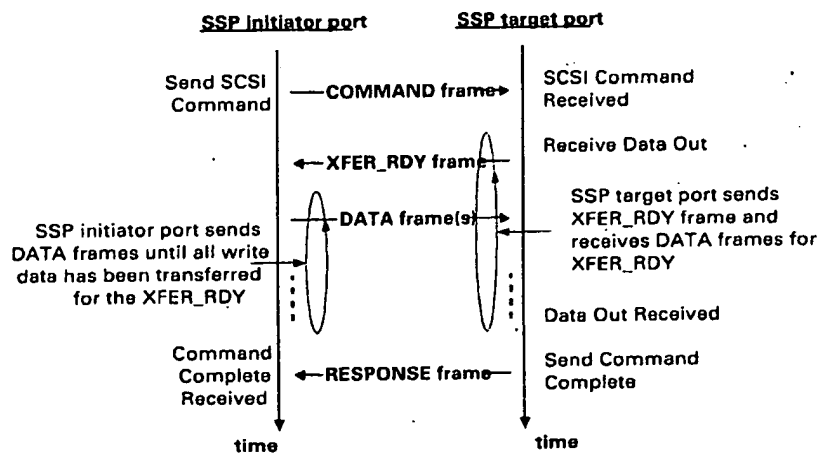 SSP initiator port
SSP target port
Send SCSI
Command
COMMAND frame
SCSI Command
Received
XFER_RDY frame
Receive Data Out
DATA frame(s)
SSP initiator port sends
DATA frames until all write
data has been transferred
for the XFER_RDY
SSP target port sends
XFER_RDY frame and
receives DATA frames for
XFER_RDY
Data Out Received
Command
Complete
Received
RESPONSE frame
Send Command
Complete
time
time